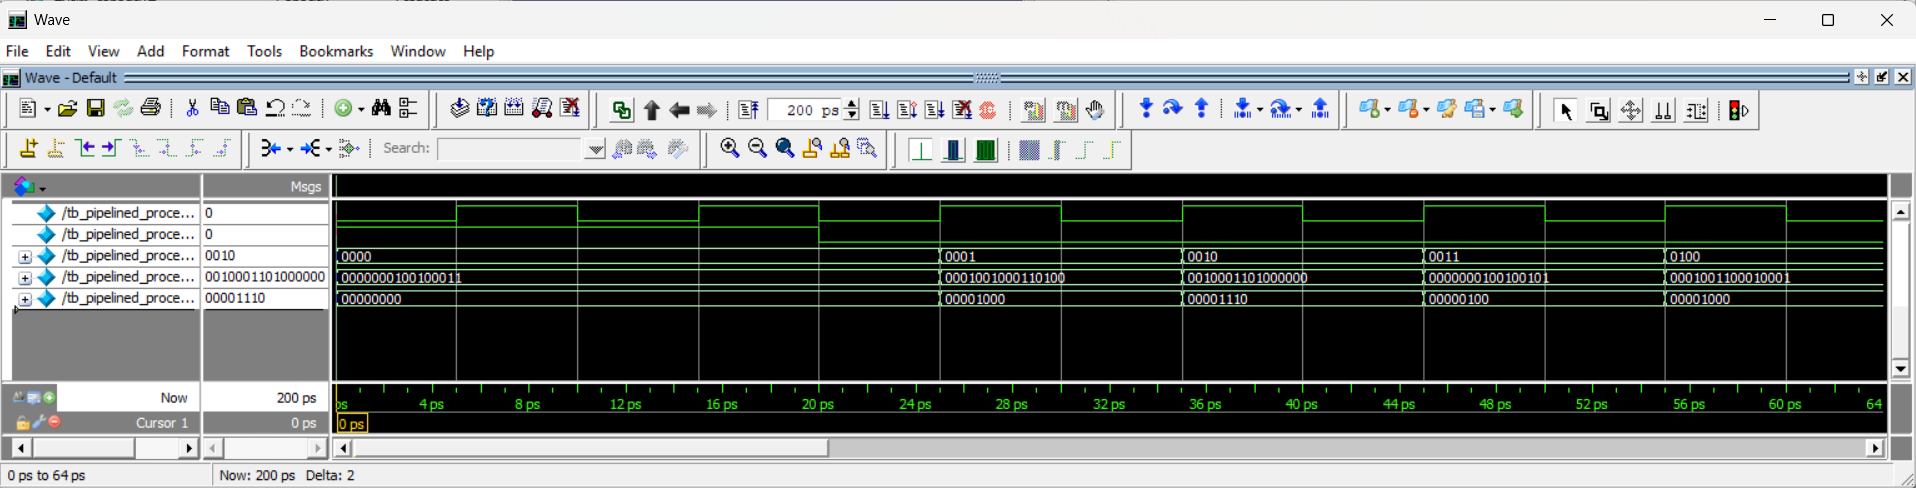 Wave
File Edit View Add Format Tools Bookmarks Window Help
Wave - Default
200 ps
Search:
Msgs
/tb_pipelined_proce... 0
/tb_pipelined_proce... 0
/tb_pipelined_proce... 0010 0000 0001 0010 0011 0100
/tb_pipelined_proce... 0010001101000000 0000000100100011 0001001000110100 0010001101000000 0000000100100101 0001001100010001
/tb_pipelined_proce... 00001110 00000000 00001000 00001110 00000100 00001000
Now 200 ps ps 4 ps 8 ps 12 ps 16 ps 20 ps 24 ps 28 ps 32 ps 36 ps 40 ps 44 ps 48 ps 52 ps 56 ps 60 ps 64
Cursor 1 0 ps 0 ps
0 ps to 64 ps Now: 200 ps Delta: 2